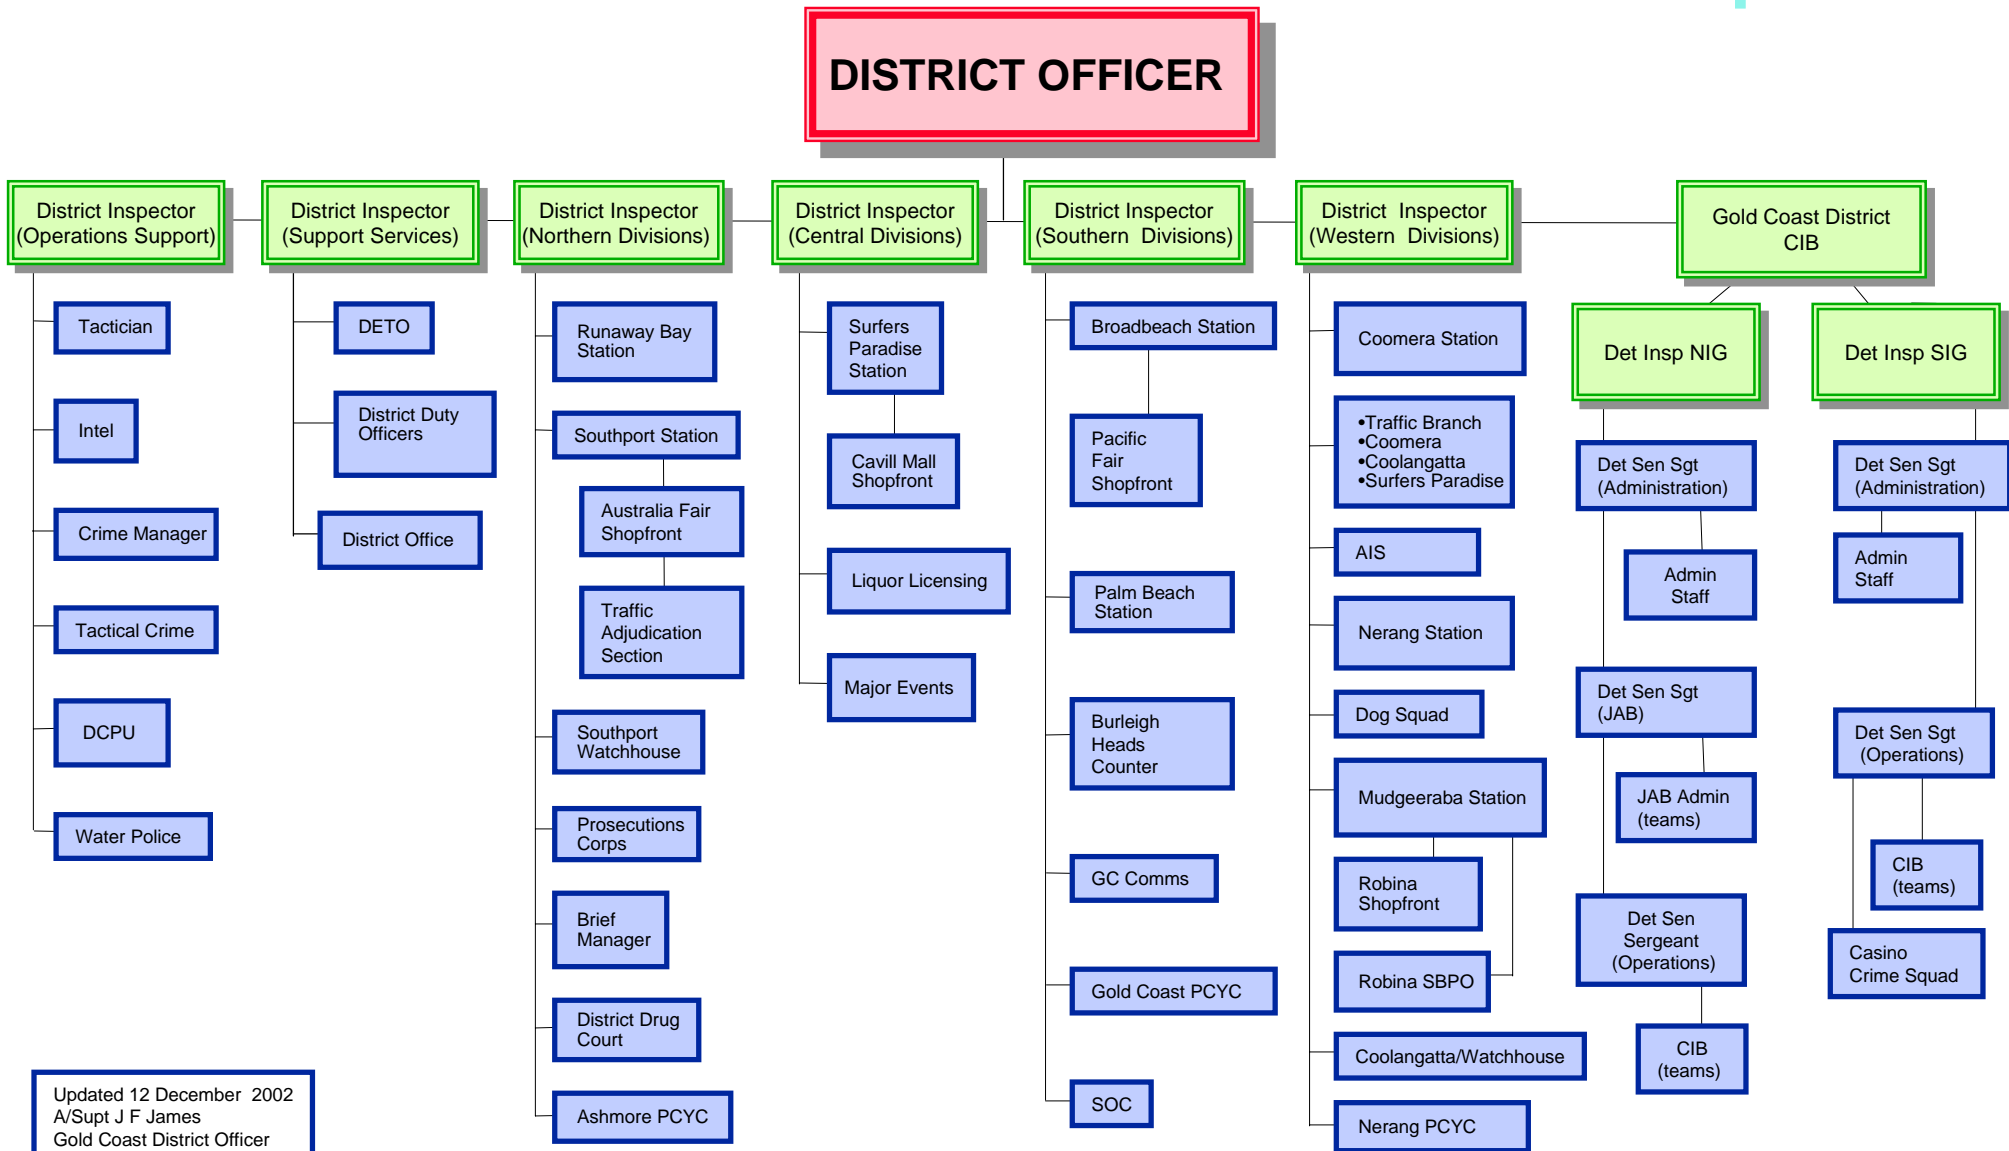 DISTRICT OFFICER
District Inspector
(Operations Support)
District Inspector
(Support Services)
District Inspector
(Northern Divisions)
District Inspector
(Central Divisions)
District Inspector
(Southern Divisions)
District Inspector
(Western Divisions)
Gold Coast District
CIB
Tactician
Intel
Crime Manager
Tactical Crime
DCPU
Water Police
DETO
District Duty
Officers
District Office
Runaway Bay
Station
Southport Station
Australia Fair
Shopfront
Traffic
Adjudication
Section
Southport
Watchhouse
Prosecutions
Corps
Brief
Manager
District Drug
Court
Ashmore PCYC
Surfers
Paradise
Station
Cavill Mall
Shopfront
Liquor Licensing
Major Events
Broadbeach Station
Pacific
Fair
Shopfront
Palm Beach
Station
Burleigh
Heads
Counter
GC Comms
Gold Coast PCYC
SOC
Coomera Station
•Traffic Branch
•Coomera
•Coolangatta
•Surfers Paradise
AIS
Nerang Station
Dog Squad
Mudgeeraba Station
Robina
Shopfront
Robina SBPO
Coolangatta/Watchhouse
Nerang PCYC
Det Insp NIG
Det Sen Sgt
(Administration)
Admin
Staff
Det Sen Sgt
(JAB)
JAB Admin
(teams)
Det Sen
Sergeant
(Operations)
CIB
(teams)
Det Insp SIG
Det Sen Sgt
(Administration)
Admin
Staff
Det Sen Sgt
(Operations)
CIB
(teams)
Casino
Crime Squad
Updated 12 December 2002
A/Supt J F James
Gold Coast District Officer